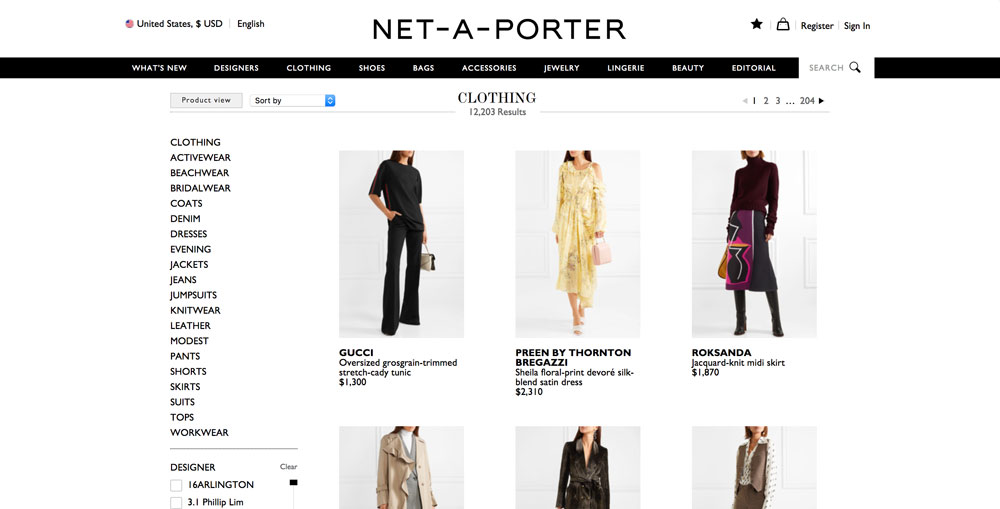 United States, $ USD
English
NET-A-PORTER
Register
Sign In
WHAT'S NEW DESIGNERS CLOTHING SHOES BAGS ACCESSORIES JEWELRY LINGERIE BEAUTY EDITORIAL SEARCH
Product view
Sort by
CLOTHING
12,203 Results
1 2 3 ... 204
CLOTHING
ACTIVEWEAR
BEACHWEAR
BRIDALWEAR
COATS
DENIM
DRESSES
EVENING
JACKETS
JEANS
JUMPSUITS
KNITWEAR
LEATHER
MODEST
PANTS
SHORTS
SKIRTS
SUITS
TOPS
WORKWEAR
DESIGNER
Clear
16ARLINGTON
3.1 Phillip Lim
GUCCI
Oversized grosgrain-trimmed
stretch-cady tunic
$1,300
PREEN BY THORNTON
BREGAZZI
Sheila floral-print devoré silk-
blend satin dress
$2,310
ROKSANDA
Jacquard-knit midi skirt
$1,870